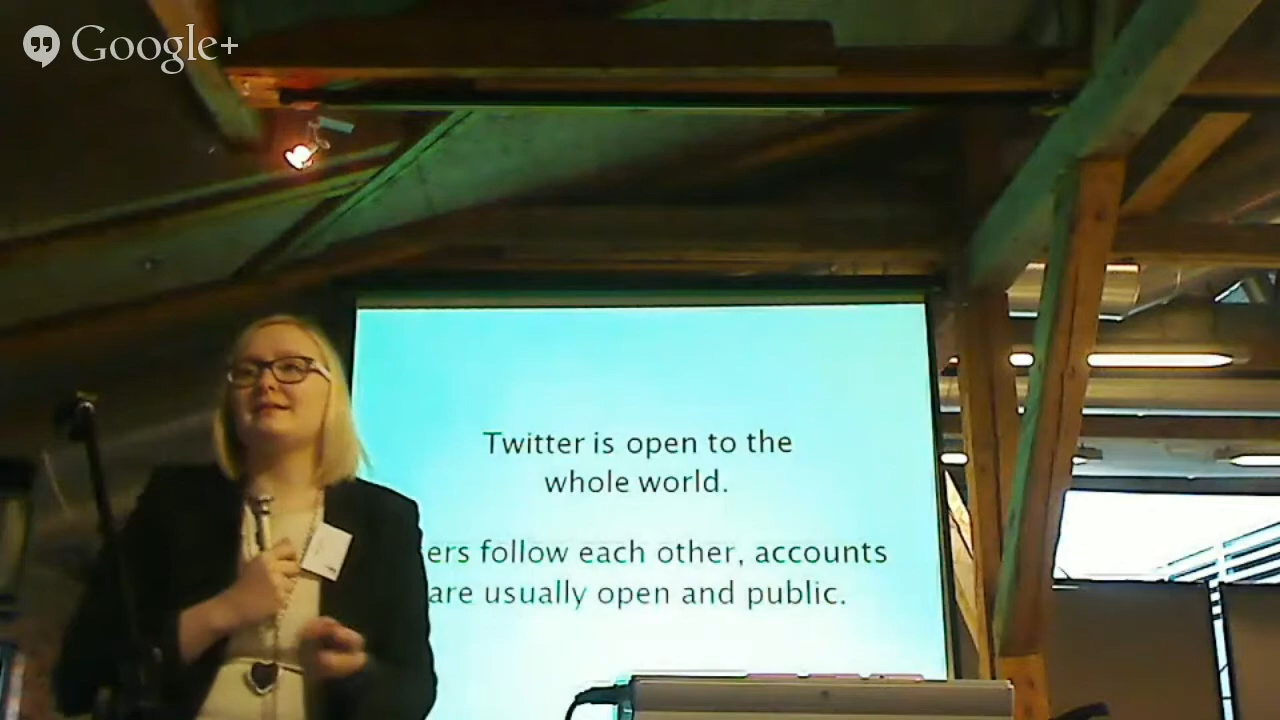 Google+
Twitter is open to the
whole world.
ers follow each other, accounts
are usually open and public.